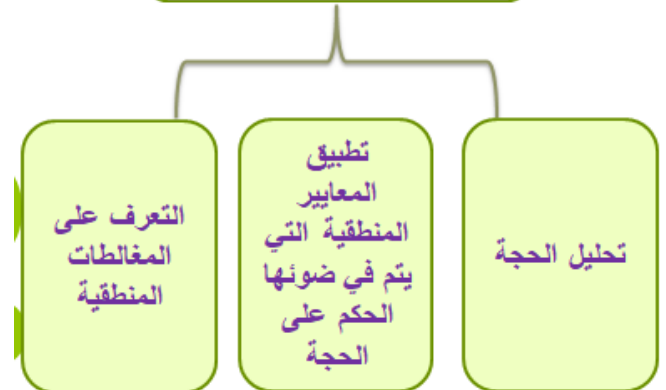 تحليل الحجة
تطبيق
المعايير
المنطقية التي
يتم في ضوئها
الحكم على
الحجة
التعرف على
المغالطات
المنطقية